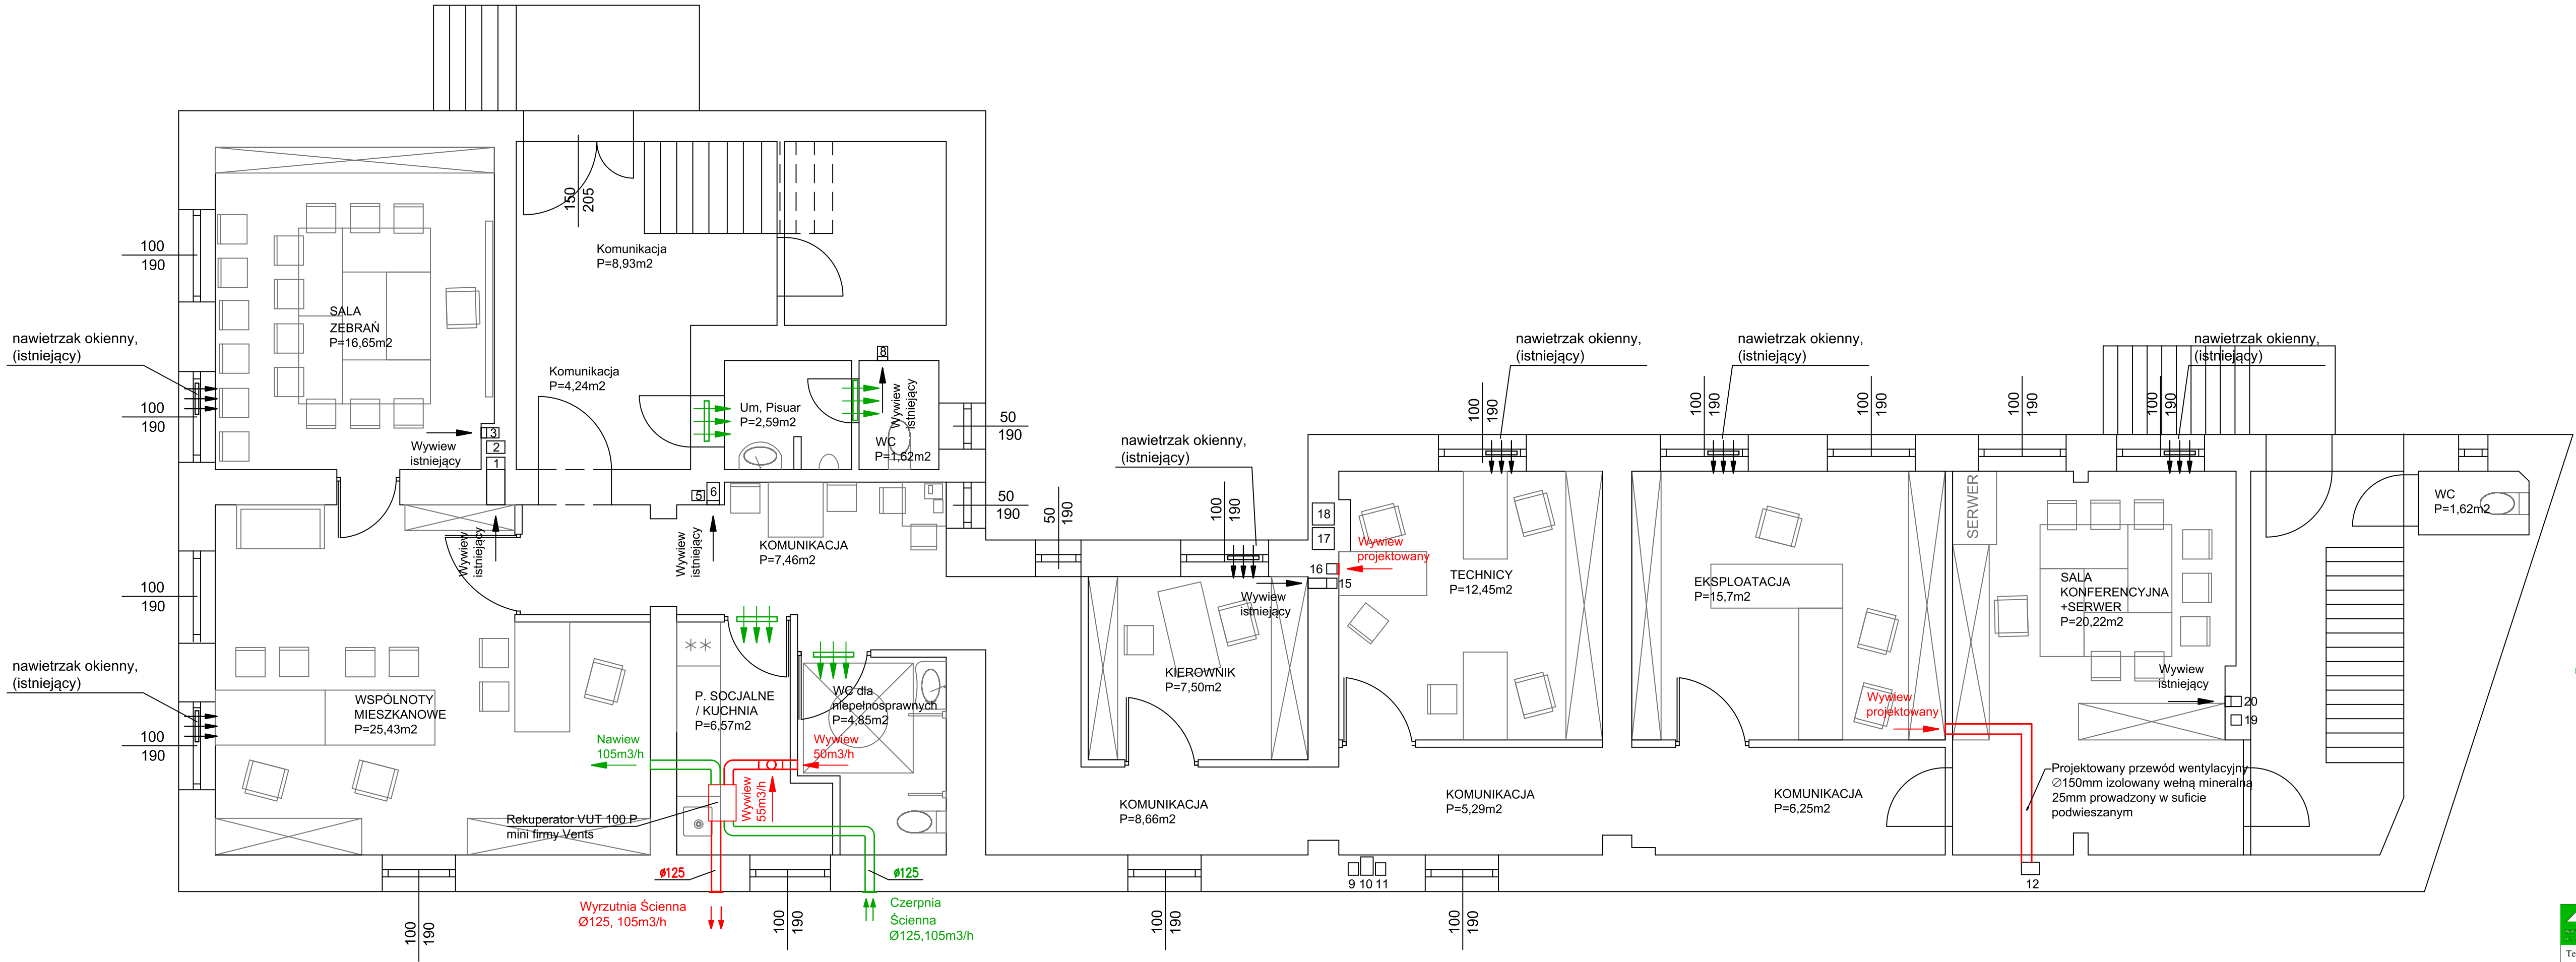 150
205
Komunikacja
P=8,93m2
100
190
SALA
ZEBRAŃ
P=16,65m2
nawietrzak okienny,
(istniejący)
100
190
Wywiew
istniejący
3
2
1
Komunikacja
P=4,24m2
Um, Pisuar
P=2,59m2
8
Wywiew
istniejący
WC
P=1,62m2
50
190
50
190
5
6
Wywiew
istniejący
Wywiew
istniejący
KOMUNIKACJA
P=7,46m2
100
190
nawietrzak okienny,
(istniejący)
100
190
WSPÓLNOTY
MIESZKANOWE
P=25,43m2
P. SOCJALNE
/ KUCHNIA
P=6,57m2
WC dla
niepełnosprawnych
P=4,85m2
Nawiew
105m3/h
Wywiew
50m3/h
Wywiew
55m3/h
Rekuperator VUT 100 P
mini firmy Vents
ø125
ø125
Wyrzutnia Ścienna
Ø125, 105m3/h
Czerpnia
Ścienna
Ø125,105m3/h
100
190
100
190
50
190
nawietrzak okienny,
(istniejący)
100
190
Wywiew
istniejący
KIEROWNIK
P=7,50m2
18
17
16
15
Wywiew
projektowany
nawietrzak okienny,
(istniejący)
100
190
TECHNICY
P=12,45m2
nawietrzak okienny,
(istniejący)
100
190
100
190
EKSPLOATACJA
P=15,7m2
Wywiew
projektowany
100
190
nawietrzak okienny,
(istniejący)
100
190
SERWER
SALA
KONFERENCYJNA
+SERWER
P=20,22m2
Wywiew
istniejący
20
19
WC
P=1,62m2
Projektowany przewód wentylacyjny
∅150mm izolowany wełną mineralną
25mm prowadzony w suficie
podwieszanym
KOMUNIKACJA
P=8,66m2
KOMUNIKACJA
P=5,29m2
KOMUNIKACJA
P=6,25m2
9 10 11
12
100
190
100
190
Te